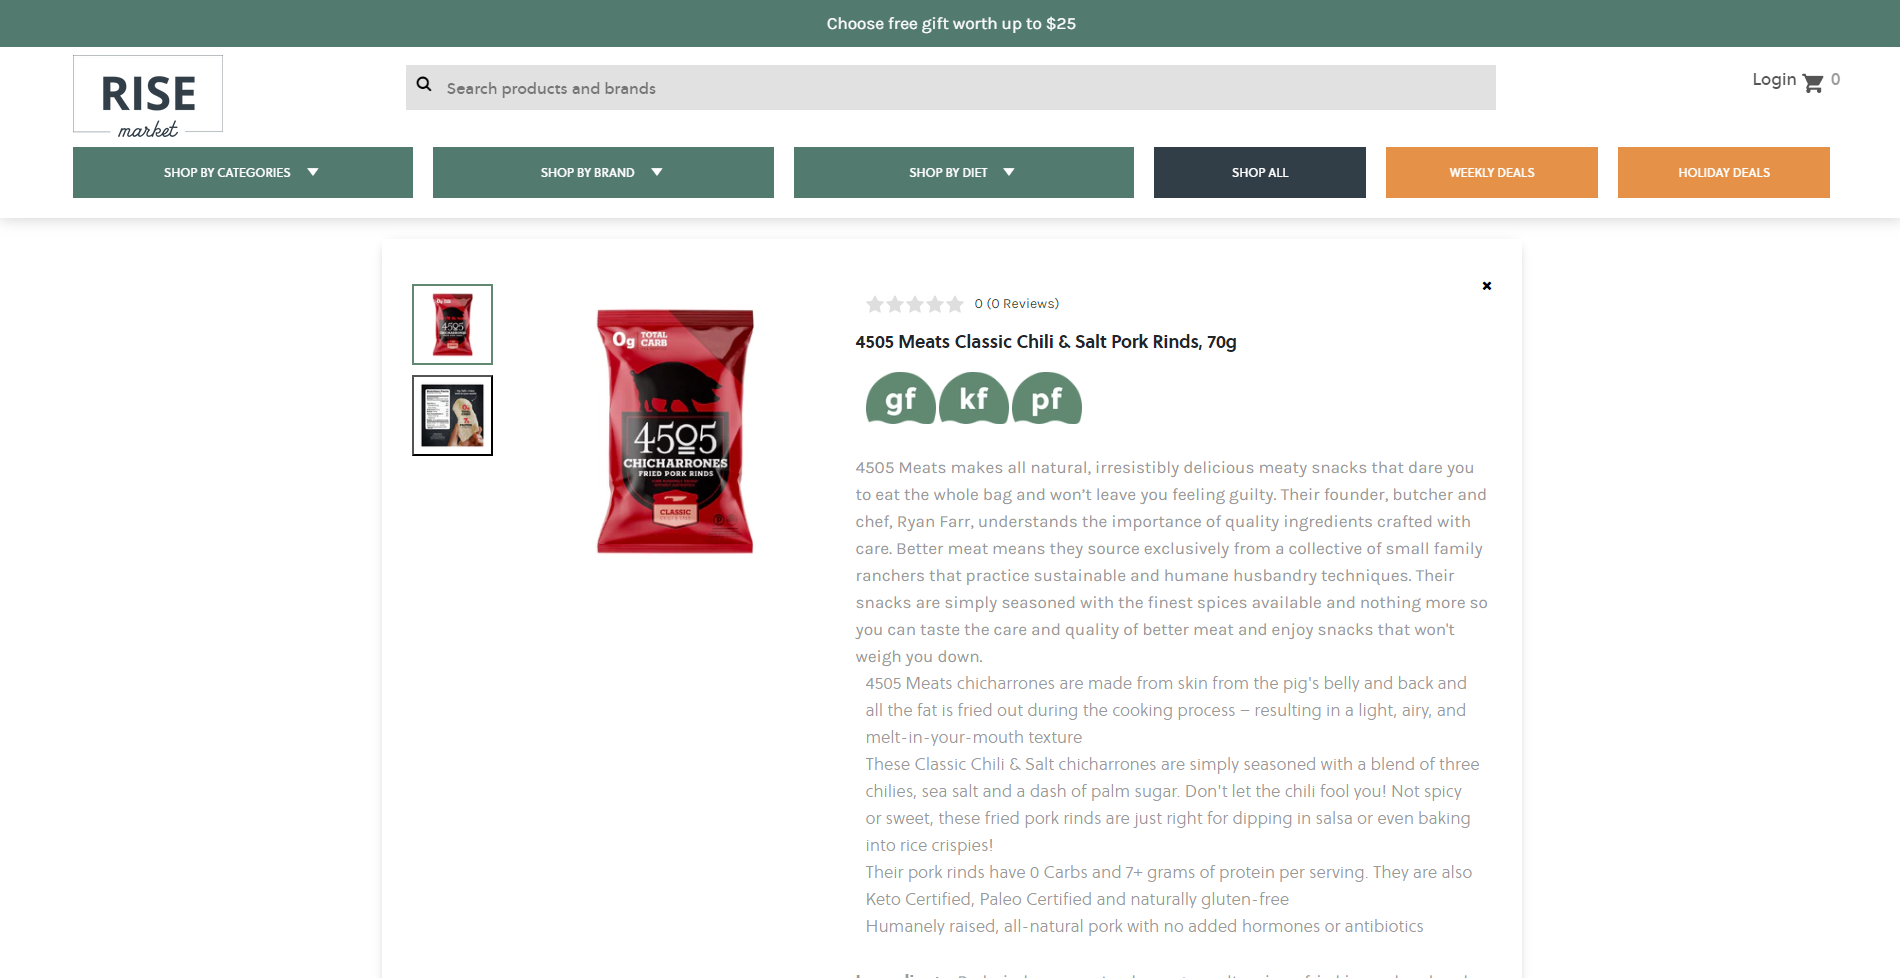 Choose free gift worth up to $25
RISE
market
Search products and brands
Login 0
SHOP BY CATEGORIES
SHOP BY BRAND
SHOP BY DIET
SHOP ALL
WEEKLY DEALS
HOLIDAY DEALS
0 (0 Reviews)
4505 Meats Classic Chili & Salt Pork Rinds, 70g
gf kf pf
0g TOTAL CARB
4505
CHICHARRONES
FRIED PORK RINDS
CLASSIC
4505 Meats makes all natural, irresistibly delicious meaty snacks that dare you
to eat the whole bag and won’t leave you feeling guilty. Their founder, butcher and
chef, Ryan Farr, understands the importance of quality ingredients crafted with
care. Better meat means they source exclusively from a collective of small family
ranchers that practice sustainable and humane husbandry techniques. Their
snacks are simply seasoned with the finest spices available and nothing more so
you can taste the care and quality of better meat and enjoy snacks that won't
weigh you down.
4505 Meats chicharrones are made from skin from the pig's belly and back and
all the fat is fried out during the cooking process – resulting in a light, airy, and
melt-in-your-mouth texture
These Classic Chili & Salt chicharrones are simply seasoned with a blend of three
chilies, sea salt and a dash of palm sugar. Don't let the chili fool you! Not spicy
or sweet, these fried pork rinds are just right for dipping in salsa or even baking
into rice crispies!
Their pork rinds have 0 Carbs and 7+ grams of protein per serving. They are also
Keto Certified, Paleo Certified and naturally gluten-free
Humanely raised, all-natural pork with no added hormones or antibiotics